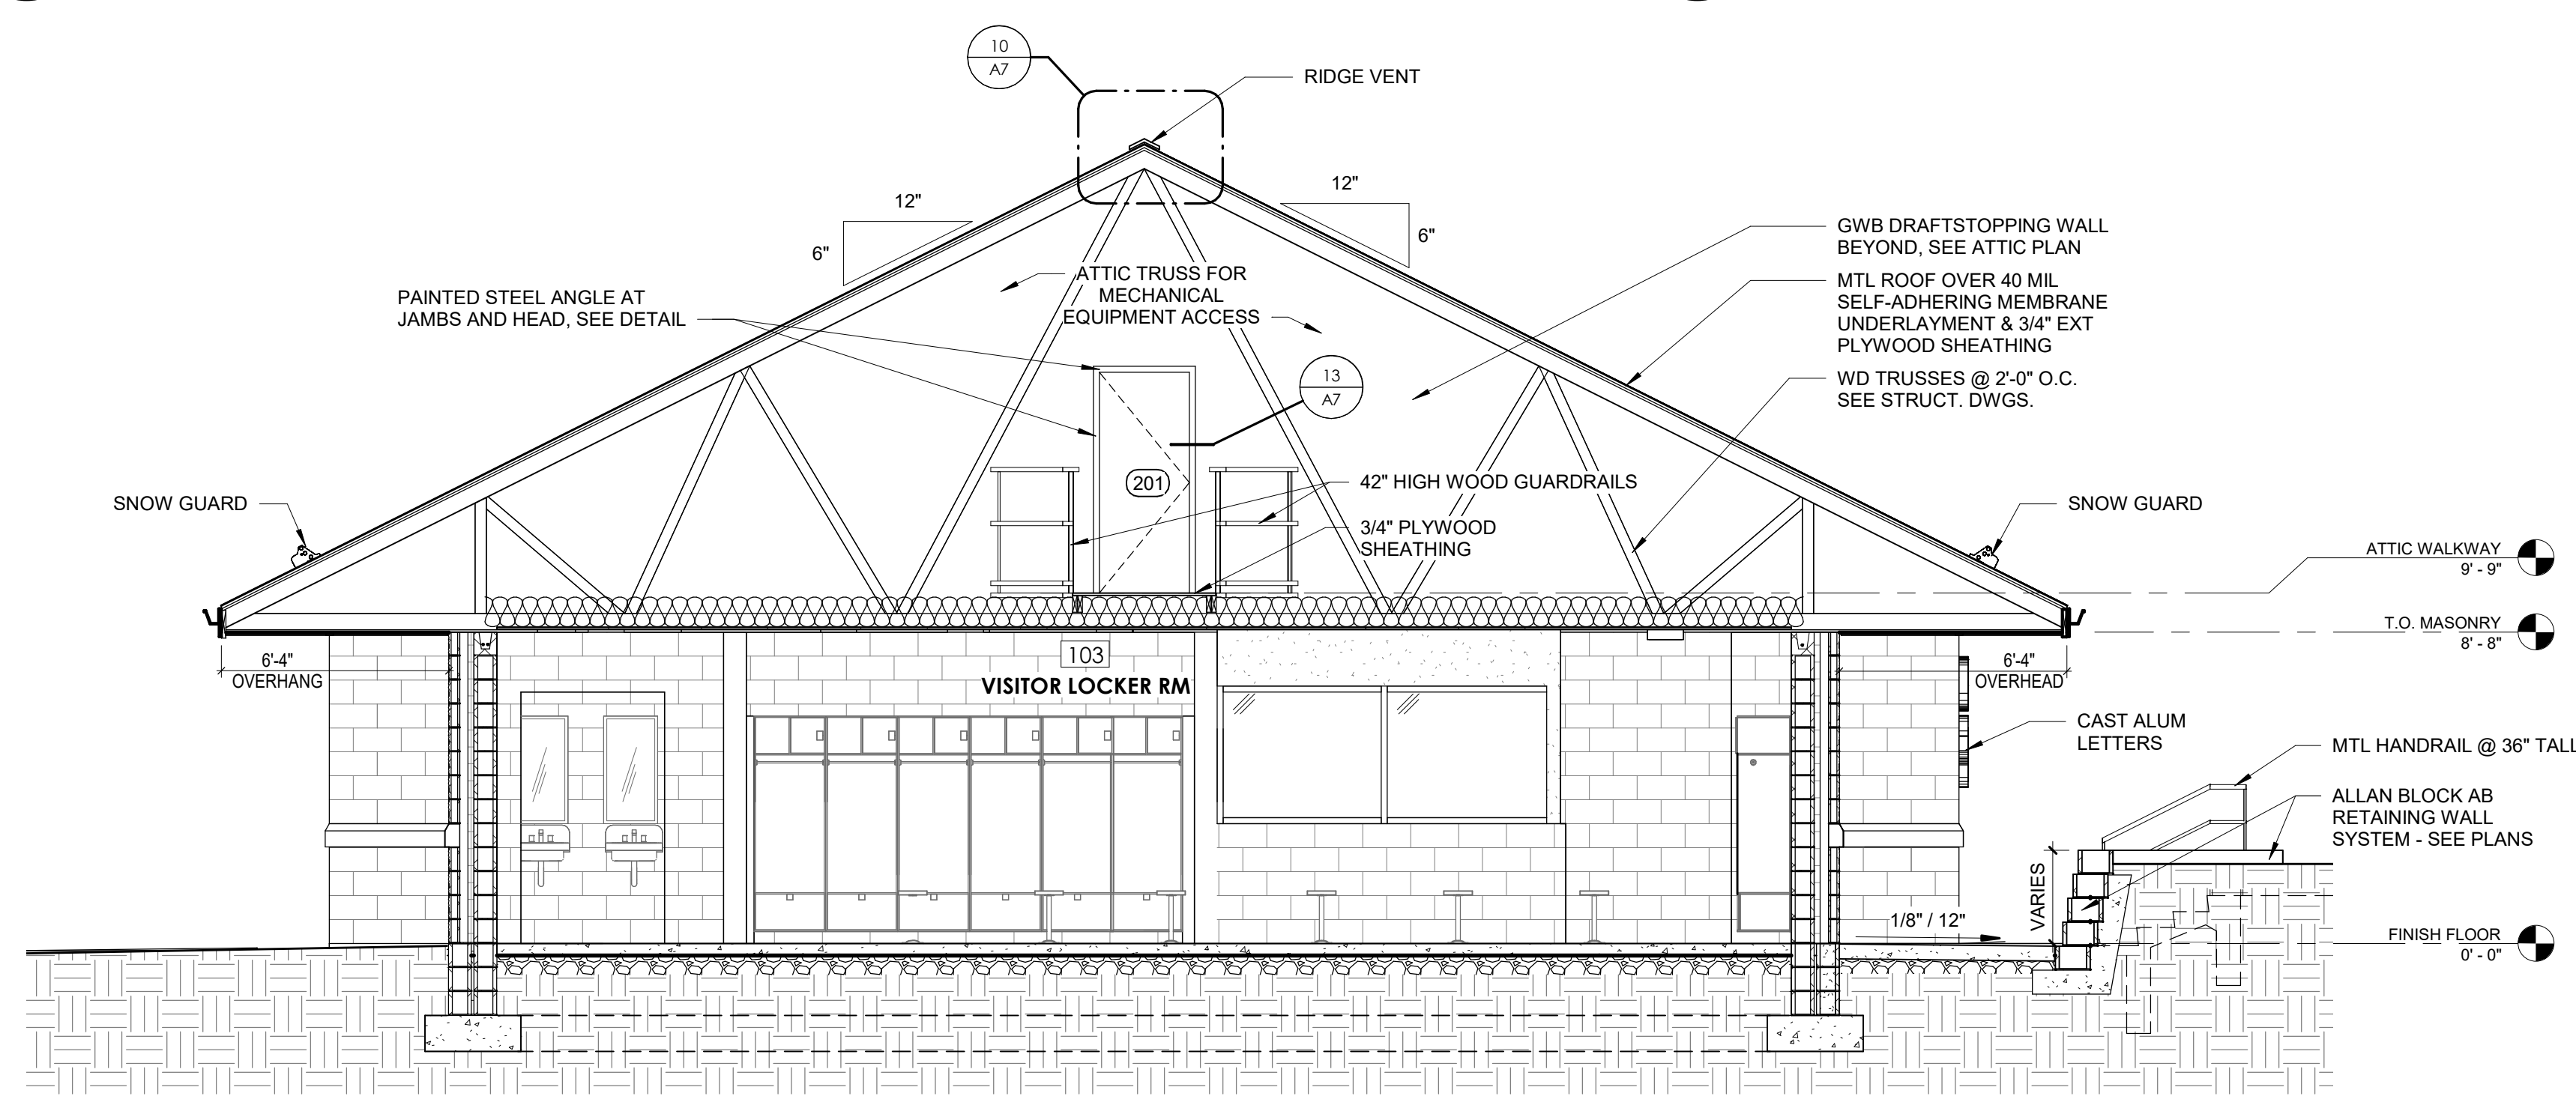 10
A7
RIDGE VENT
12"
6"
12"
6"
GWB DRAFTSTOPPING WALL
BEYOND, SEE ATTIC PLAN
MTL ROOF OVER 40 MIL
SELF-ADHERING MEMBRANE
UNDERLAYMENT & 3/4" EXT
PLYWOOD SHEATHING
WD TRUSSES @ 2'-0" O.C.
SEE STRUCT. DWGS.
ATTIC TRUSS FOR
MECHANICAL
EQUIPMENT ACCESS
PAINTED STEEL ANGLE AT
JAMBS AND HEAD, SEE DETAIL
13
A7
201
42" HIGH WOOD GUARDRAILS
3/4" PLYWOOD
SHEATHING
SNOW GUARD
SNOW GUARD
ATTIC WALKWAY
9' - 9"
T.O. MASONRY
8' - 8"
6'-4"
OVERHANG
103
VISITOR LOCKER RM
6'-4"
OVERHEAD
CAST ALUM
LETTERS
MTL HANDRAIL @ 36" TALL
ALLAN BLOCK AB
RETAINING WALL
SYSTEM - SEE PLANS
VARIES
1/8" / 12"
FINISH FLOOR
0' - 0"